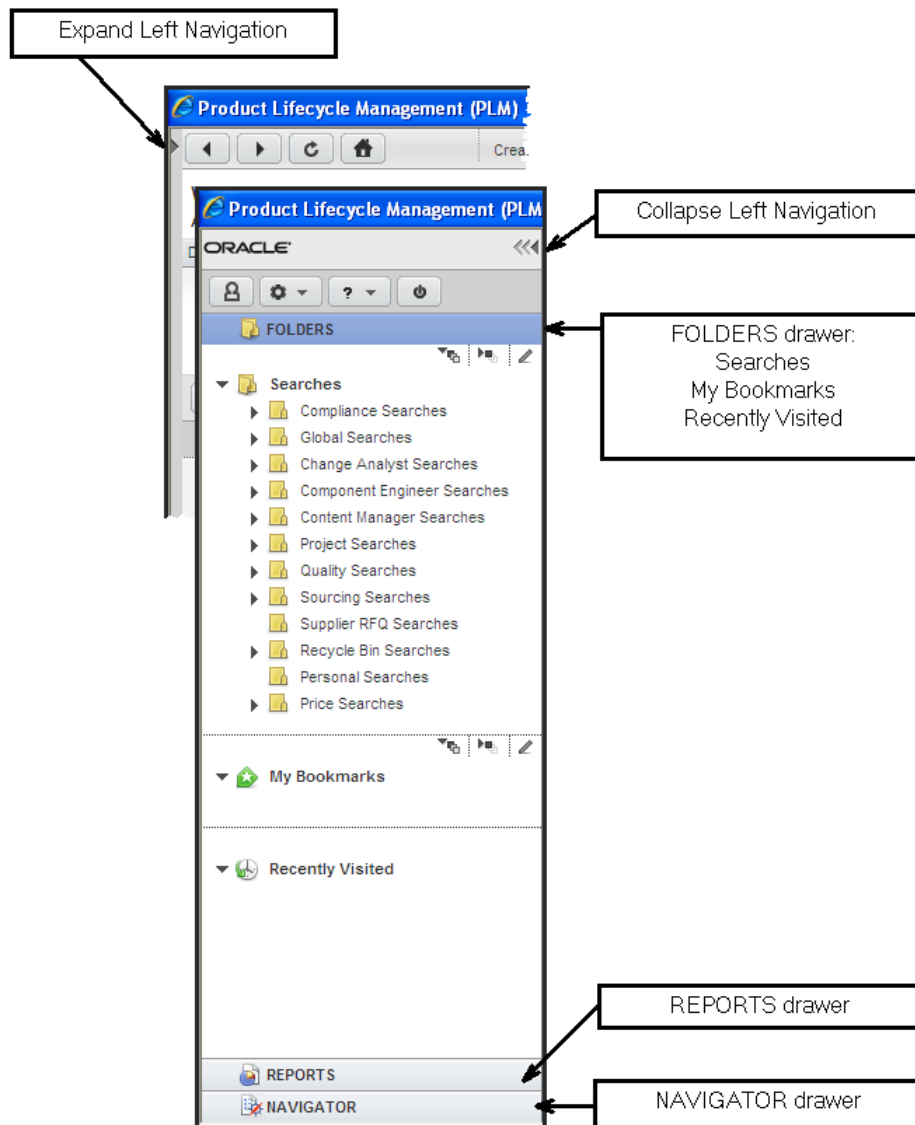 Expand Left Navigation
Product Lifecycle Management (PLM)
Crea.
Product Lifecycle Management (PLM
Collapse Left Navigation
ORACLE
?
FOLDERS
FOLDERS drawer:
Searches
My Bookmarks
Recently Visited
Searches
Compliance Searches
Global Searches
Change Analyst Searches
Component Engineer Searches
Content Manager Searches
Project Searches
Quality Searches
Sourcing Searches
Supplier RFQ Searches
Recycle Bin Searches
Personal Searches
Price Searches
My Bookmarks
Recently Visited
REPORTS drawer
REPORTS
NAVIGATOR
NAVIGATOR drawer